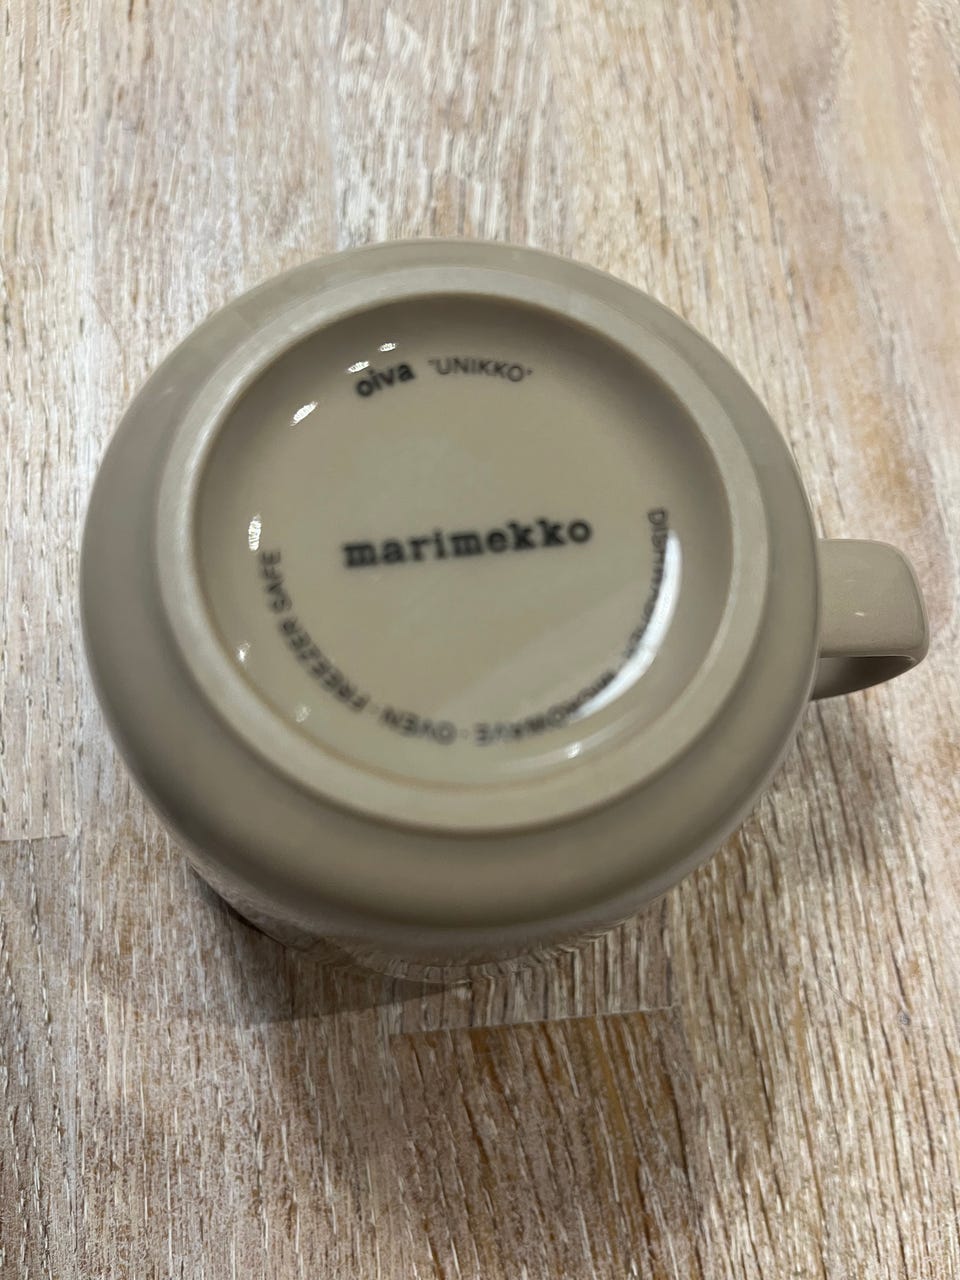 oiva "UNIKKO"
marimekko
DISHWASHER · MICROWAVE · OVEN · FREEZER SAFE